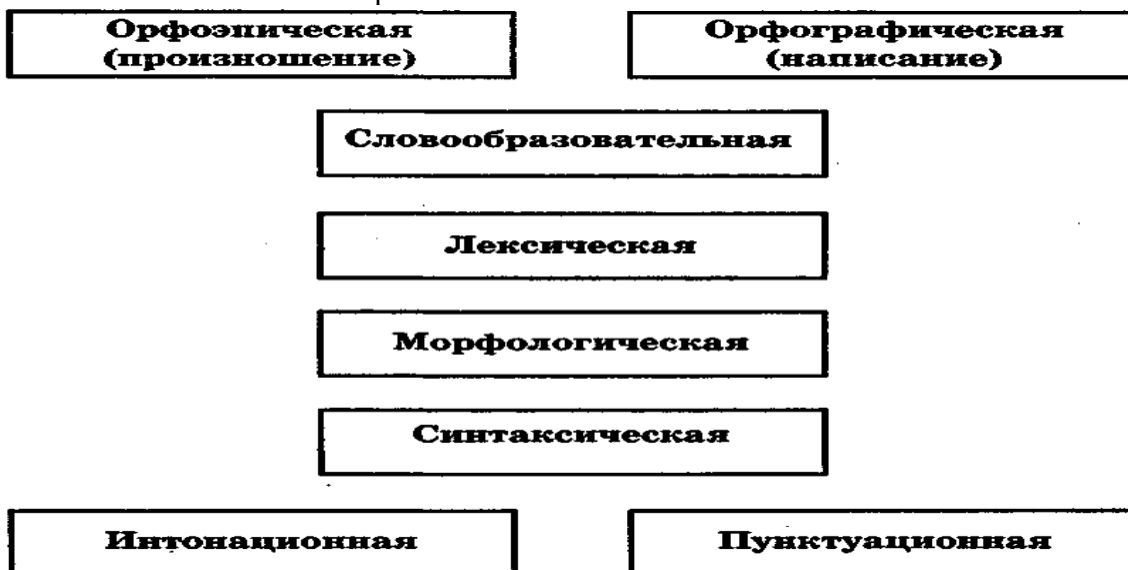 Орфоэпическая
(произношение)
Орфографическая
(написание)
Словообразовательная
Лексическая
Морфологическая
Синтаксическая
Интонационная
Пунктуационная